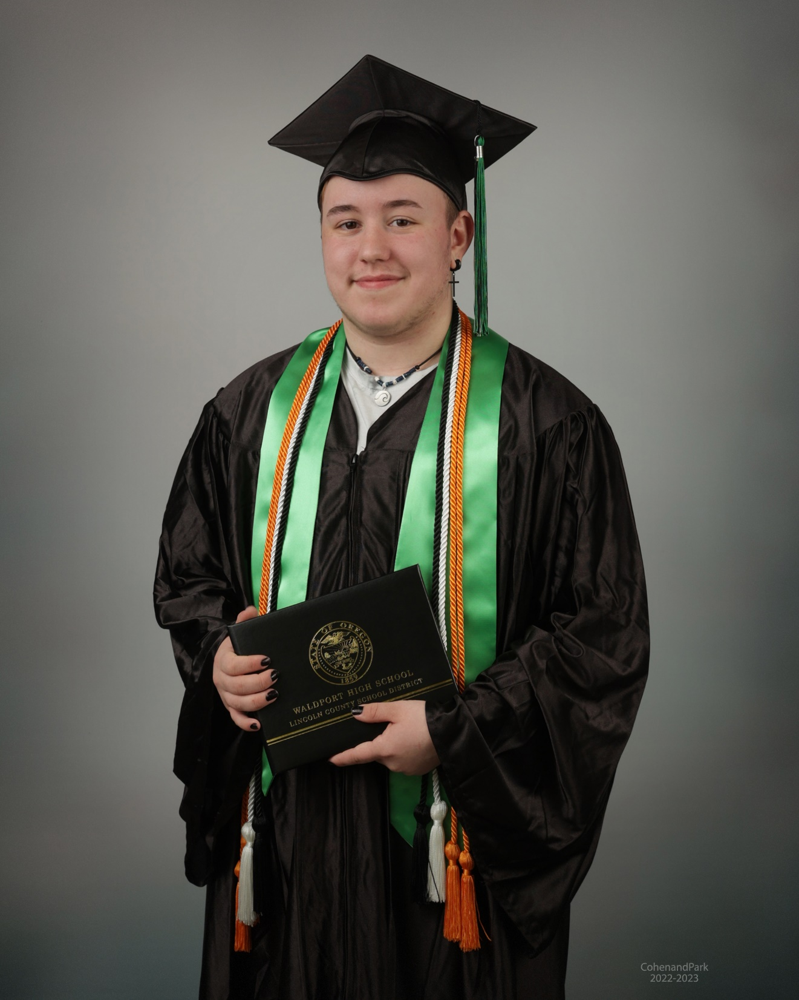 STATE OF OREGON
1859
WALDPORT HIGH SCHOOL
LINCOLN COUNTY SCHOOL DISTRICT
CohenandPark
2022-2023